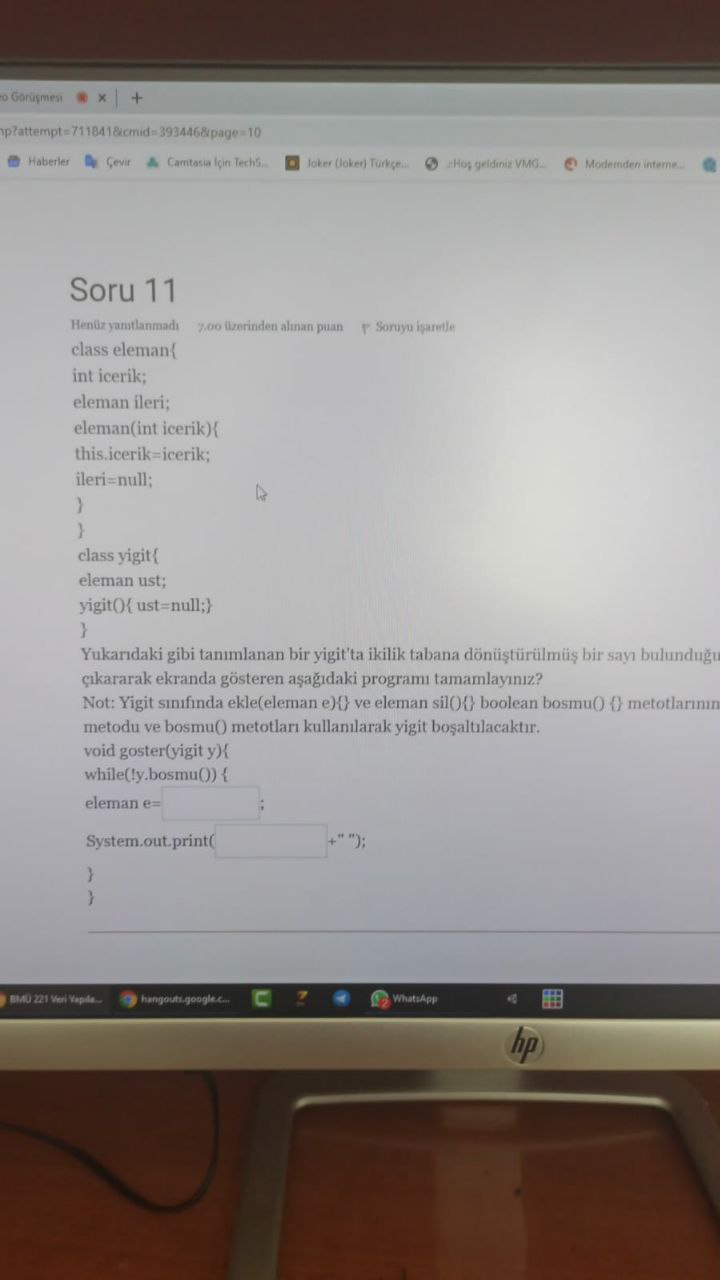 eo Görüşmesi
hp?attempt=711841&cmid=393446&page=10
Haberler Çevir Camtasia İçin TechS... Joker (Joker) Türkçe... .::Hoş geldiniz VMG... Modemden interne...
Soru 11
Henüz yanıtlanmadı 7.00 üzerinden alınan puan Soruyu işaretle
class eleman{
int icerik;
eleman ileri;
eleman(int icerik){
this.icerik=icerik;
ileri=null;
}
}
class yigit{
eleman ust;
yigit(){ ust=null;}
}
Yukarıdaki gibi tanımlanan bir yigit'ta ikilik tabana dönüştürülmüş bir sayı bulunduğu
çıkararak ekranda gösteren aşağıdaki programı tamamlayınız?
Not: Yigit sınıfında ekle(eleman e){} ve eleman sil(){} boolean bosmu() {} metotlarının
metodu ve bosmu() metotları kullanılarak yigit boşaltılacaktır.
void goster(yigit y){
while(!y.bosmu()) {
eleman e= ;
System.out.print( +" ");
}
}
BMÜ 221 Veri Yapıla... hangouts.google.c... WhatsApp
hp